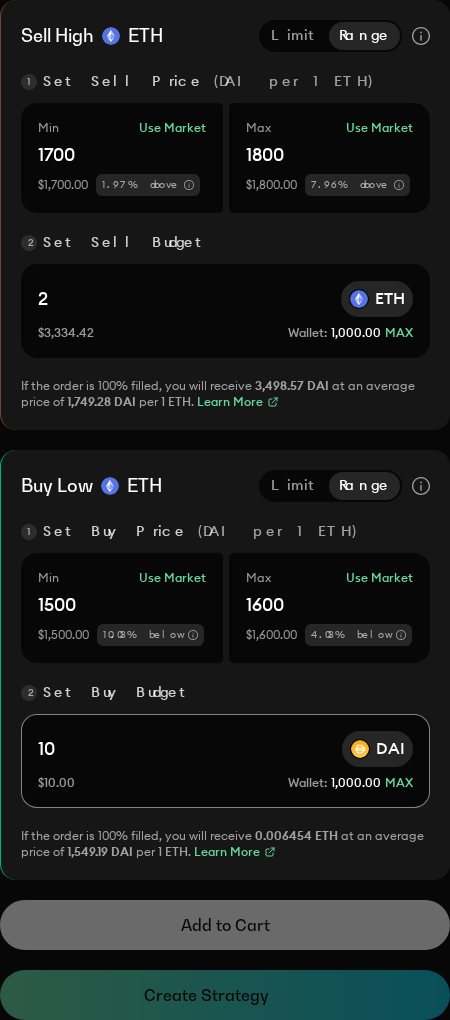 Sell High ETH Limit Range
1 Set Sell Price (DAI per 1 ETH)
Min Use Market Max Use Market
1700 1800
$1,700.00 1.97% above $1,800.00 7.96% above
2 Set Sell Budget
2 ETH
$3,334.42 Wallet: 1,000.00 MAX
If the order is 100% filled, you will receive 3,498.57 DAI at an average
price of 1,749.28 DAI per 1 ETH. Learn More
Buy Low ETH Limit Range
1 Set Buy Price (DAI per 1 ETH)
Min Use Market Max Use Market
1500 1600
$1,500.00 10.03% below $1,600.00 4.03% below
2 Set Buy Budget
10 DAI
$10.00 Wallet: 1,000.00 MAX
If the order is 100% filled, you will receive 0.006454 ETH at an average
price of 1,549.19 DAI per 1 ETH. Learn More
Add to Cart
Create Strategy